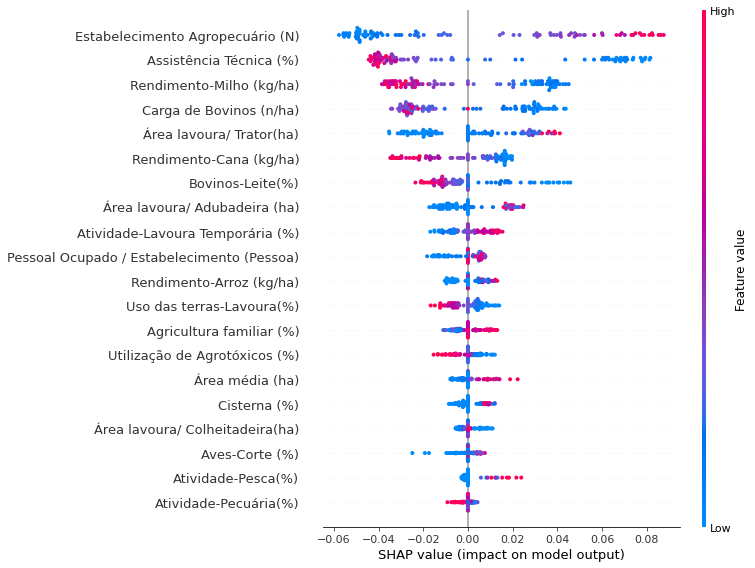 High
Estabelecimento Agropecuário (N)
Assistência Técnica (%)
Rendimento-Milho (kg/ha)
Carga de Bovinos (n/ha)
Área lavoura/ Trator(ha)
Rendimento-Cana (kg/ha)
Bovinos-Leite(%)
Área lavoura/ Adubadeira (ha)
Atividade-Lavoura Temporária (%)
Pessoal Ocupado / Estabelecimento (Pessoa)
Rendimento-Arroz (kg/ha)
Uso das terras-Lavoura(%)
Agricultura familiar (%)
Utilização de Agrotóxicos (%)
Área média (ha)
Cisterna (%)
Área lavoura/ Colheitadeira(ha)
Aves-Corte (%)
Atividade-Pesca(%)
Atividade-Pecuária(%)
Feature value
Low
−0.06 −0.04 −0.02 0.00 0.02 0.04 0.06 0.08
SHAP value (impact on model output)